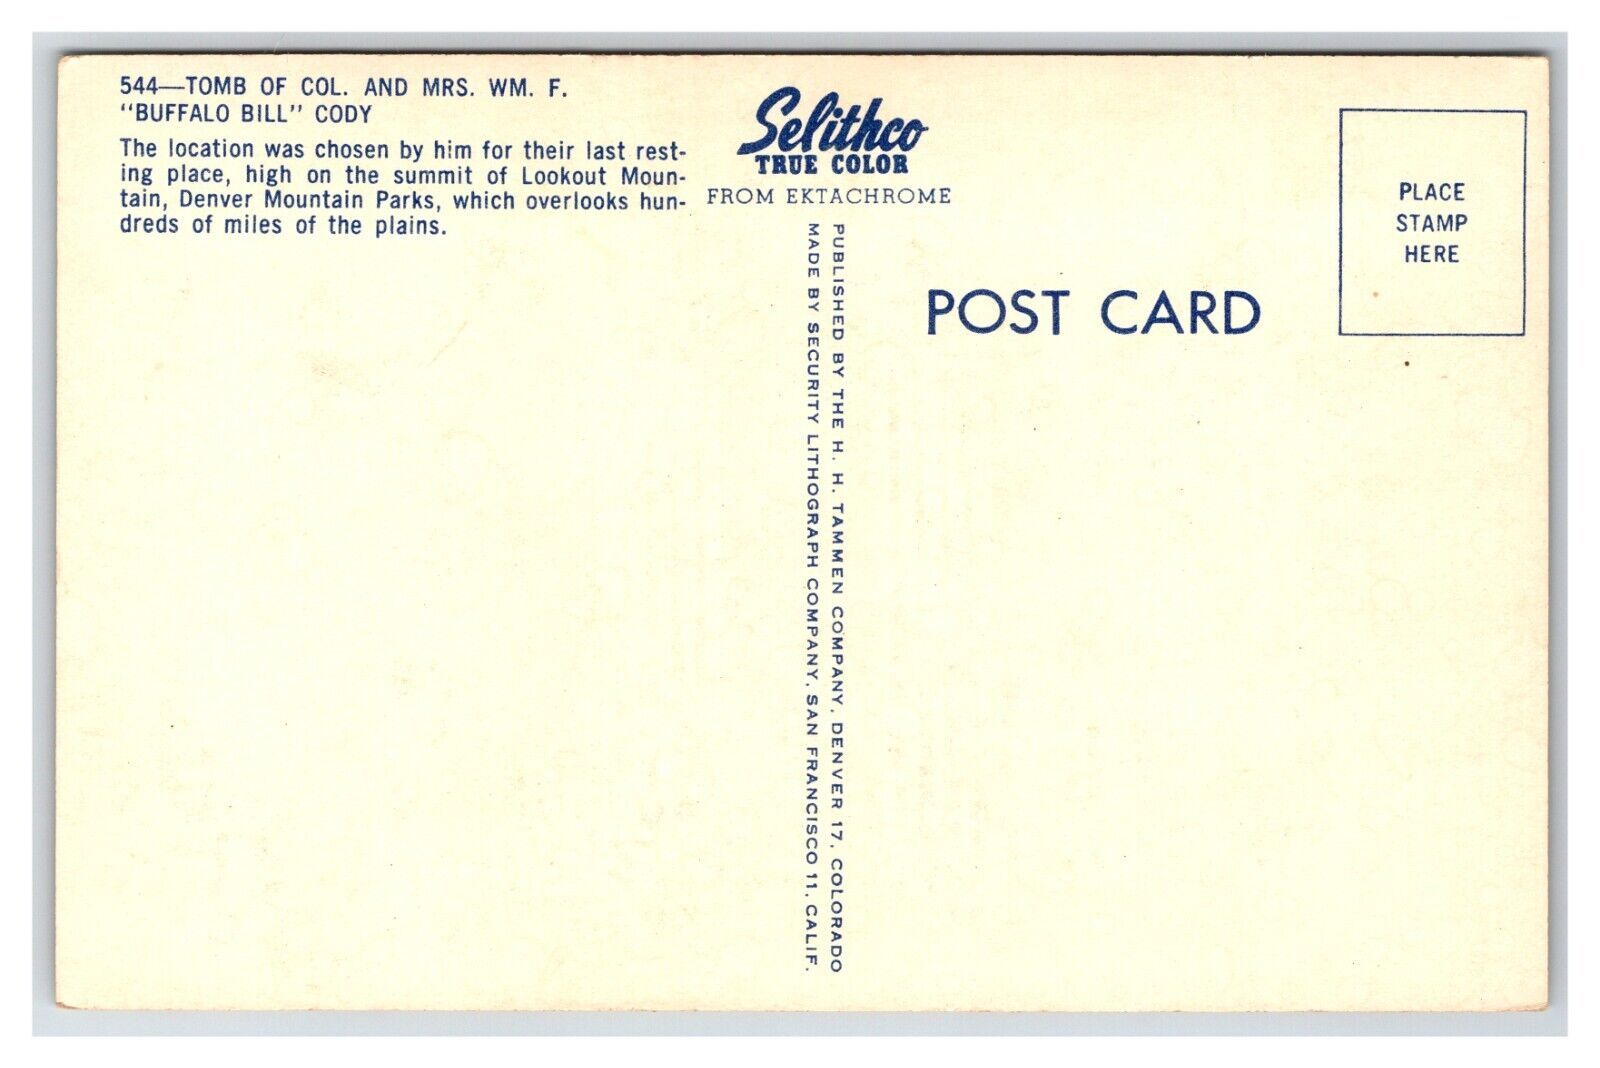 544—TOMB OF COL. AND MRS. WM. F.
"BUFFALO BILL" CODY
The location was chosen by him for their last rest-
ing place, high on the summit of Lookout Moun-
tain, Denver Mountain Parks, which overlooks hun-
dreds of miles of the plains.
Selithco
TRUE COLOR
FROM EKTACHROME
PUBLISHED BY THE H. H. TAMMEN COMPANY, DENVER 17, COLORADO
MADE BY SECURITY LITHOGRAPH COMPANY, SAN FRANCISCO 11, CALIF.
POST CARD
PLACE
STAMP
HERE